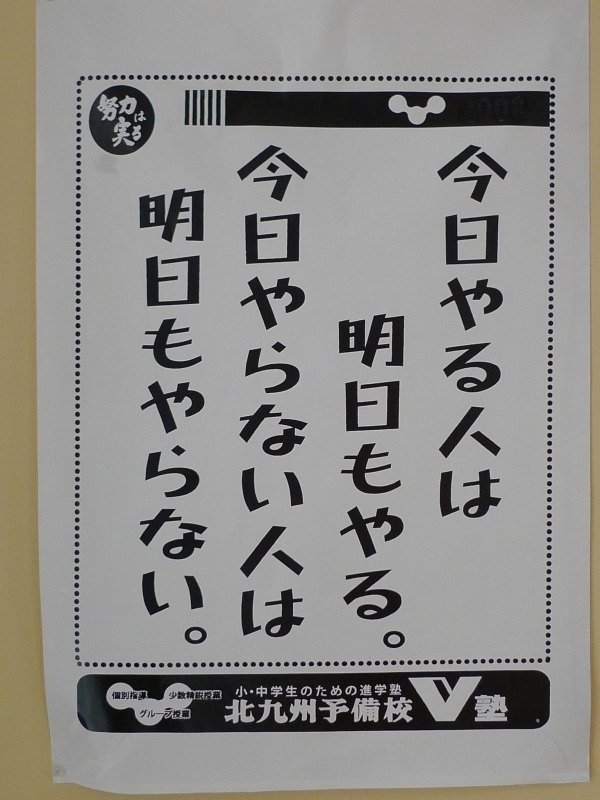 努力は
実る
今日やる人は
明日もやる。
今日やらない人は
明日もやらない。
個別指導
少数精鋭授業
グループ授業
小・中学生のための進学塾
北九州予備校
V塾